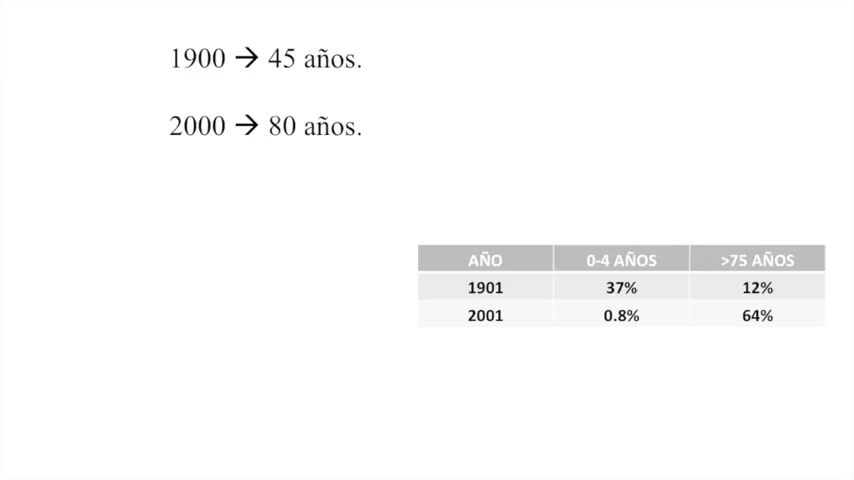 1900 → 45 años.
2000 → 80 años.
AÑO 0-4 AÑOS >75 AÑOS
1901 37% 12%
2001 0.8% 64%